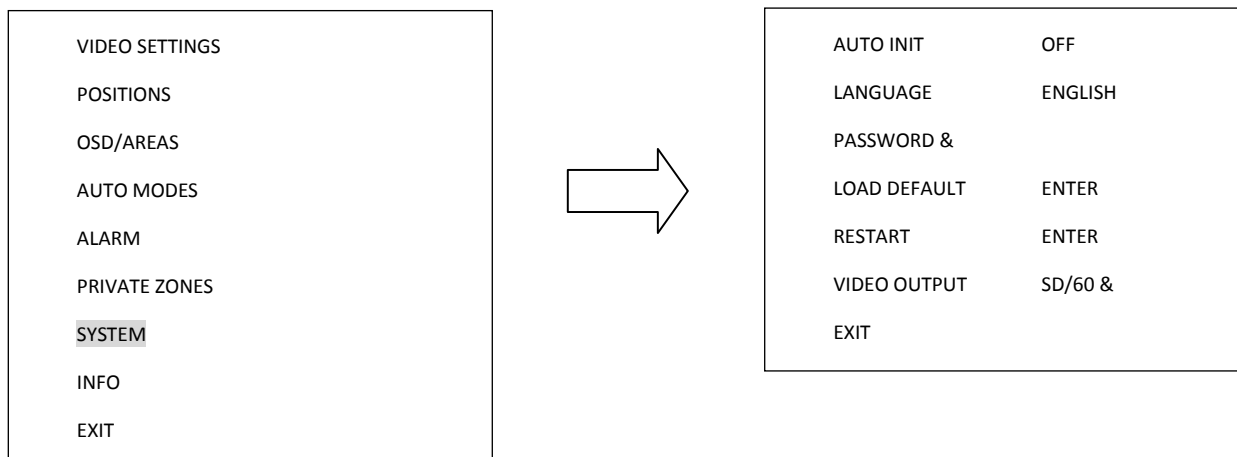 VIDEO SETTINGS
POSITIONS
OSD/AREAS
AUTO MODES
ALARM
PRIVATE ZONES
SYSTEM
INFO
EXIT
AUTO INIT OFF
LANGUAGE ENGLISH
PASSWORD &
LOAD DEFAULT ENTER
RESTART ENTER
VIDEO OUTPUT SD/60 &
EXIT